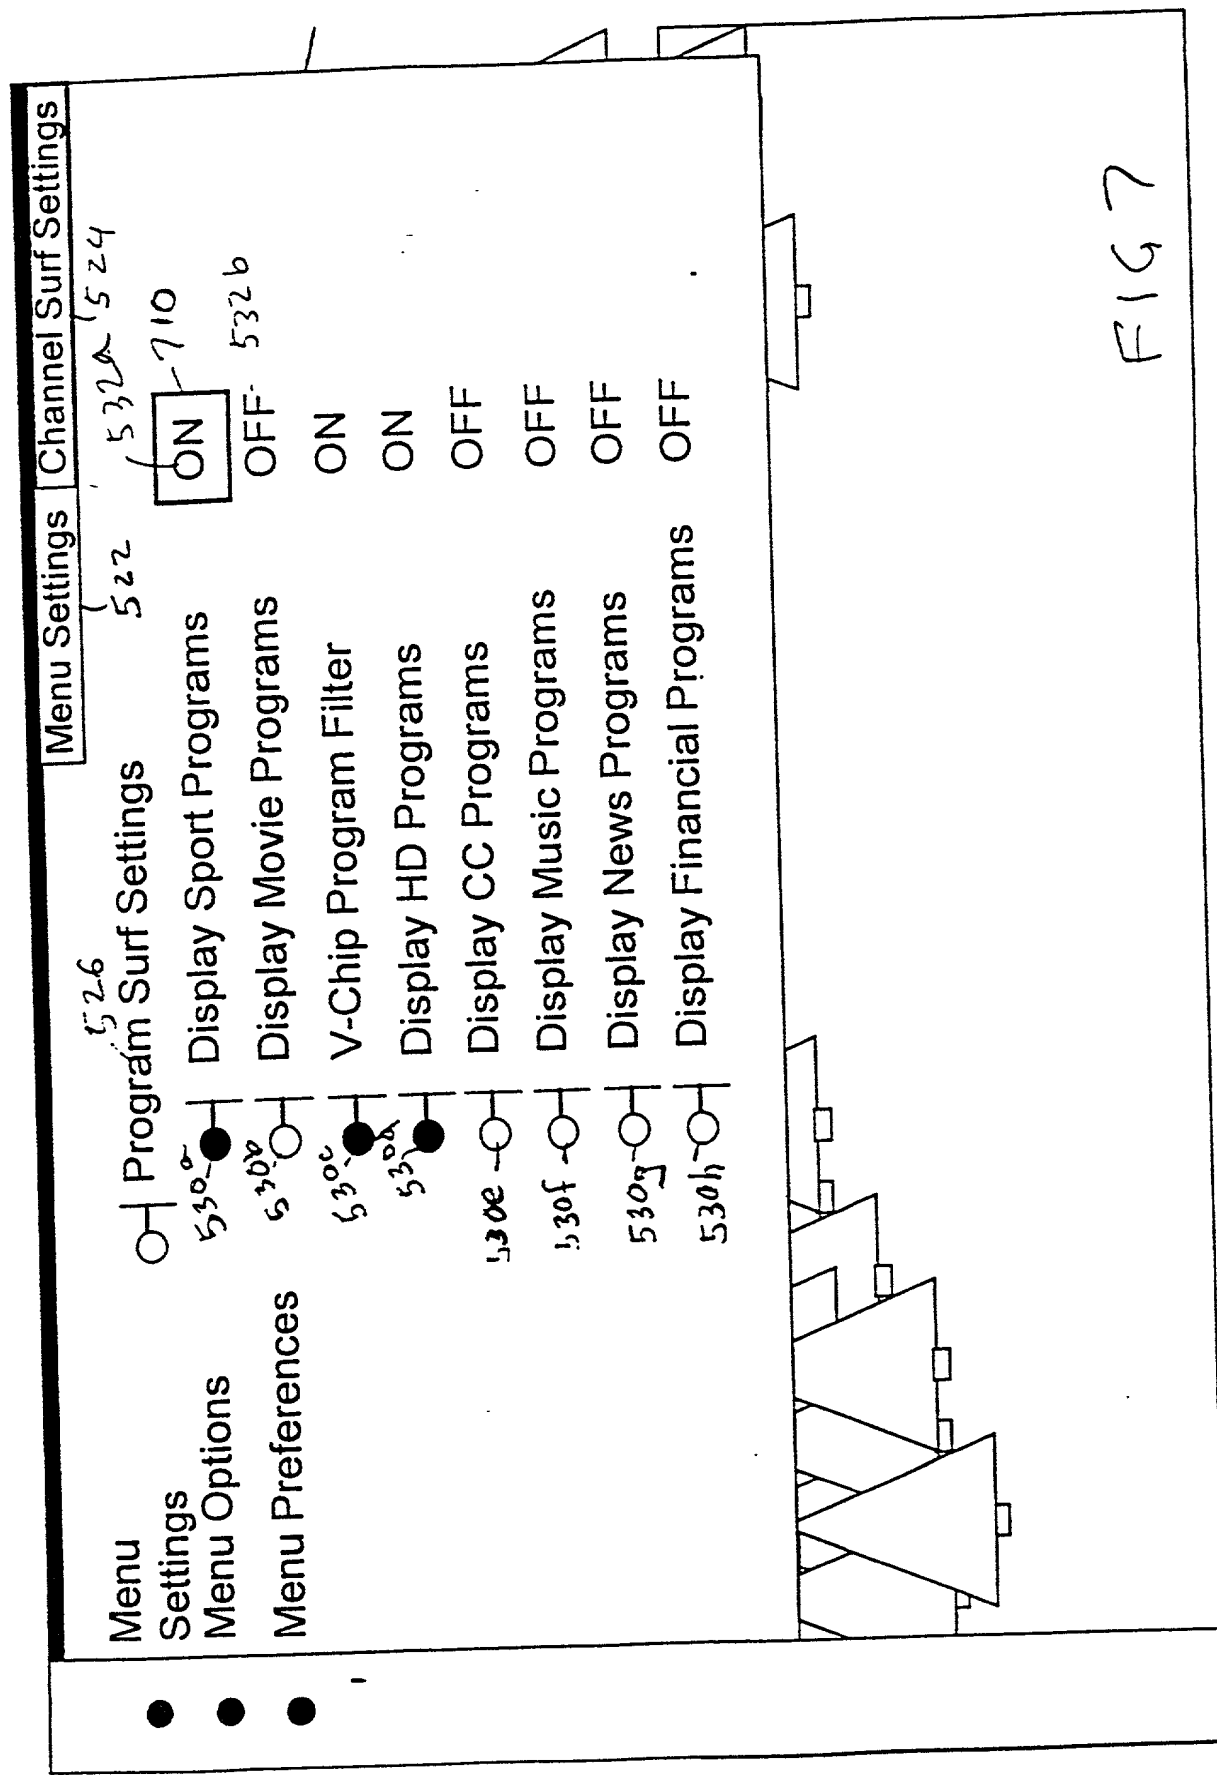 Menu Settings Channel Surf Settings
522 532a 524
526
Menu
Settings
Menu Options
Menu Preferences
Program Surf Settings
530a Display Sport Programs ON 710
530b Display Movie Programs OFF 532b
530c V-Chip Program Filter ON
530d Display HD Programs ON
530e Display CC Programs OFF
530f Display Music Programs OFF
530g Display News Programs OFF
530h Display Financial Programs OFF
FIG 7